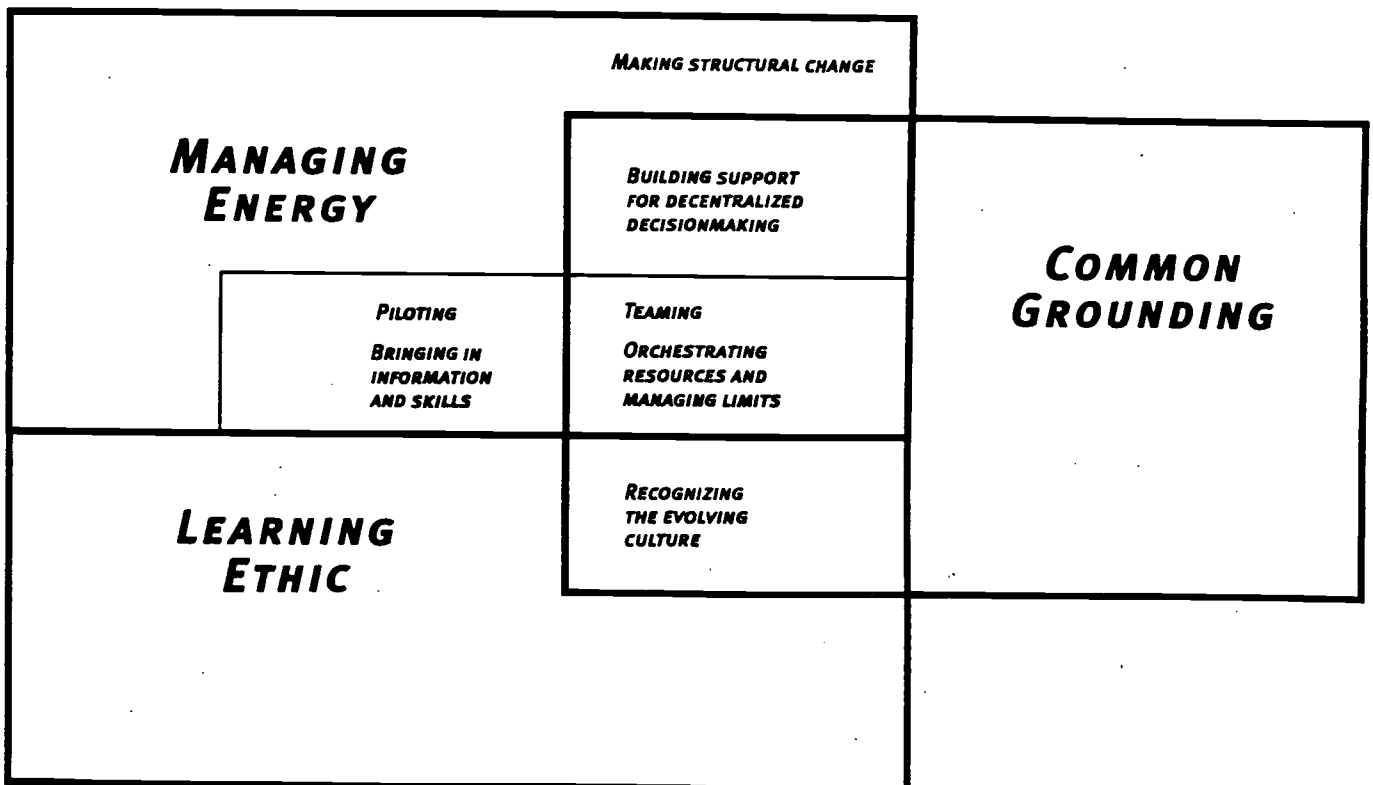 MAKING STRUCTURAL CHANGE
MANAGING
ENERGY
BUILDING SUPPORT
FOR DECENTRALIZED
DECISIONMAKING
COMMON
GROUNDING
PILOTING
BRINGING IN
INFORMATION
AND SKILLS
TEAMING
ORCHESTRATING
RESOURCES AND
MANAGING LIMITS
LEARNING
ETHIC
RECOGNIZING
THE EVOLVING
CULTURE